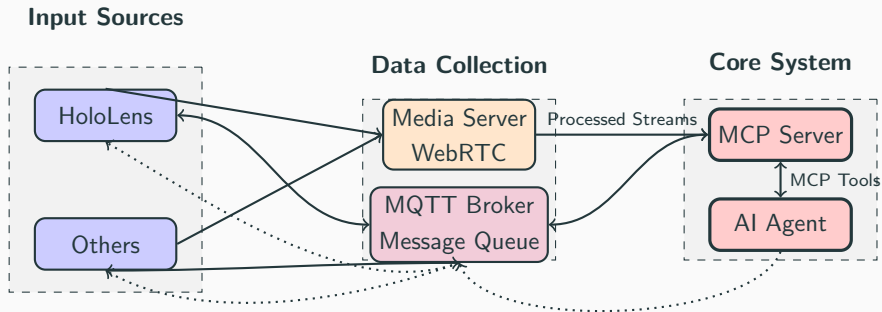 Input Sources
HoloLens
Others
Data Collection
Media Server
WebRTC
MQTT Broker
Message Queue
Processed Streams
Core System
MCP Server
MCP Tools
AI Agent